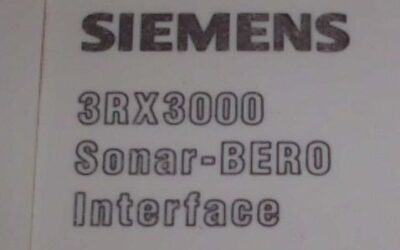 SIEMENS
3RX3000
Sonar-BERO
Interface